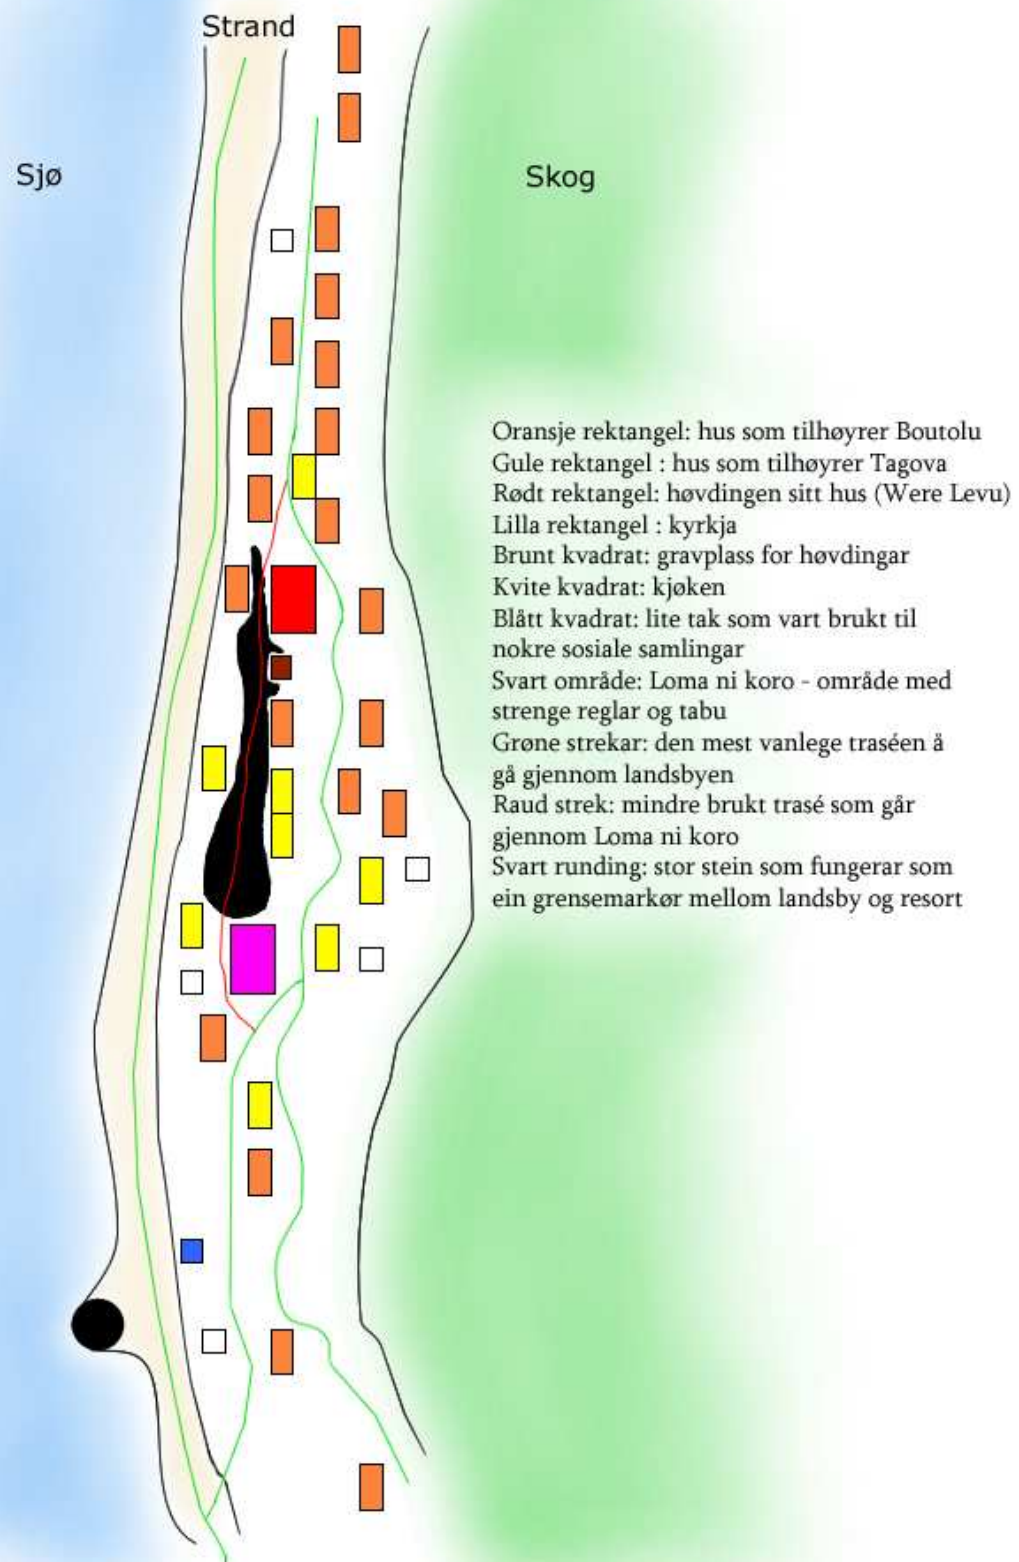 Strand
Sjø
Skog
Oransje rektangel: hus som tilhøyrer Boutolu
Gule rektangel : hus som tilhøyrer Tagova
Rødt rektangel: høvdingen sitt hus (Were Levu)
Lilla rektangel : kyrkja
Brunt kvadrat: gravplass for høvdingar
Kvite kvadrat: kjøken
Blått kvadrat: lite tak som vart brukt til
nokre sosiale samlingar
Svart område: Loma ni koro - område med
strenge reglar og tabu
Grøne strekar: den mest vanlege traséen å
gå gjennom landsbyen
Raud strek: mindre brukt trasé som går
gjennom Loma ni koro
Svart runding: stor stein som fungerar som
ein grensemarkør mellom landsby og resort